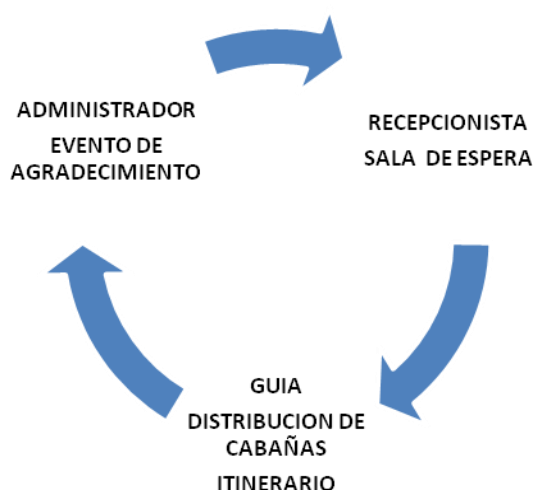 ADMINISTRADOR
EVENTO DE
AGRADECIMIENTO
RECEPCIONISTA
SALA DE ESPERA
GUIA
DISTRIBUCION DE
CABAÑAS
ITINERARIO